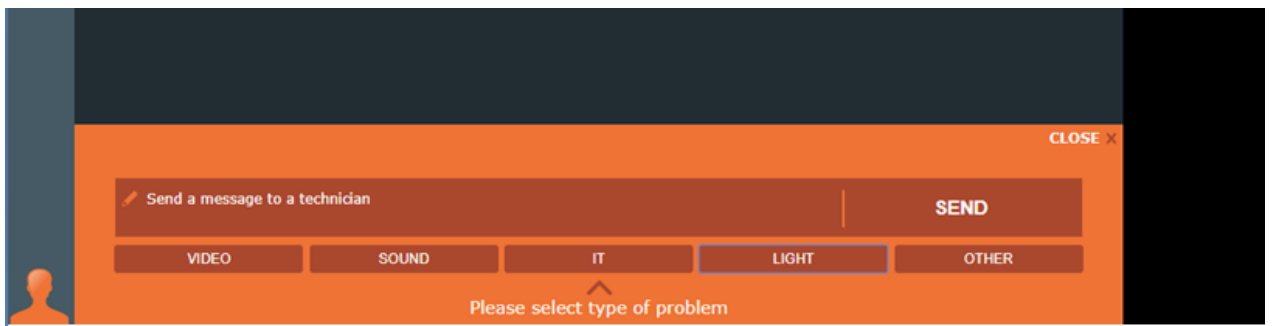 CLOSE ×
Send a message to a technician
SEND
VIDEO SOUND IT LIGHT OTHER
Please select type of problem